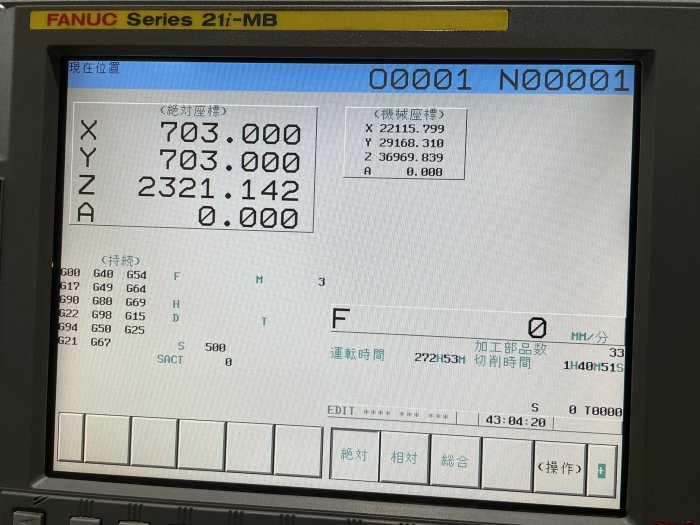 FANUC Series 21i-MB
現在位置 O0001 N00001
(絶対座標) (機械座標)
X 703.000 X 22115.799
Y 703.000 Y 29168.310
Z 2321.142 Z 36969.839
A 0.000 A 0.000
(持続)
G00 G40 G54 F M 3
G17 G49 G64
G90 G80 G69 H
G22 G98 G15 D T
G94 G50 G25
G21 G67 S 500
SACT 0
F 0 MM/分
加工部品数 33
運転時間 272H53M 切削時間 1H40M51S
S 0 T0000
EDIT **** *** *** 43:04:20
絶対 相対 総合 (操作) +